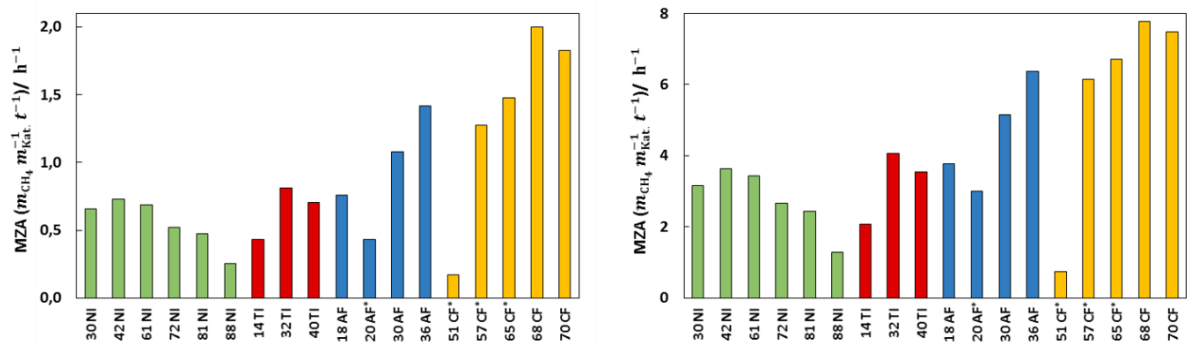 MZA (m_CH₄ m_Kat.⁻¹ t⁻¹)/ h⁻¹
2,0
1,5
1,0
0,5
0,0
30 NI
42 NI
61 NI
72 NI
81 NI
88 NI
14 TI
32 TI
40 TI
18 AF
20 AF*
30 AF
36 AF
51 CF*
57 CF*
65 CF*
68 CF
70 CF
MZA (m_CH₄ m_Kat.⁻¹ t⁻¹)/ h⁻¹
8
6
4
2
0
30 NI
42 NI
61 NI
72 NI
81 NI
88 NI
14 TI
32 TI
40 TI
18 AF
20 AF*
30 AF
36 AF
51 CF*
57 CF*
65 CF*
68 CF
70 CF